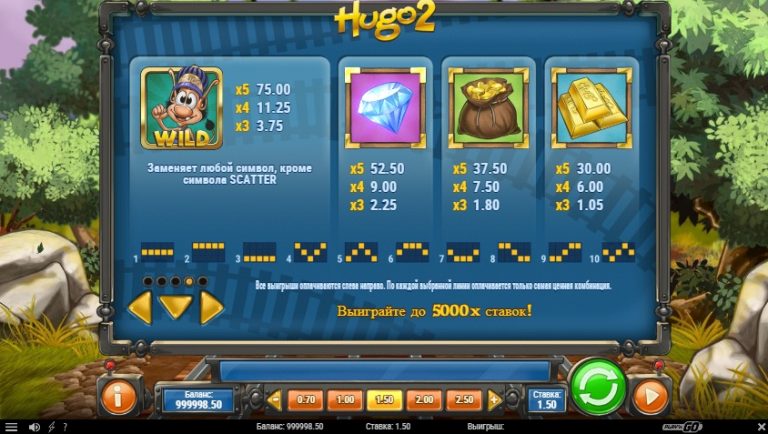 Hugo2
WILD
x5 75.00
x4 11.25
x3 3.75
Заменяет любой символ, кроме
символа SCATTER
x5 52.50
x4 9.00
x3 2.25
x5 37.50
x4 7.50
x3 1.80
x5 30.00
x4 6.00
x3 1.05
1 2 3 4 5 6 7 8 9 10
Все выигрыши оплачиваются слева направо. По каждой выбранной линии оплачивается только самая ценная комбинация.
Выиграйте до 5000x ставок!
Баланс:
999998.50
0.70 1.00 1.50 2.00 2.50
Ставка:
1.50
Баланс: 999998.50 Ставка: 1.50 Выигрыш:
PLAY'N GO